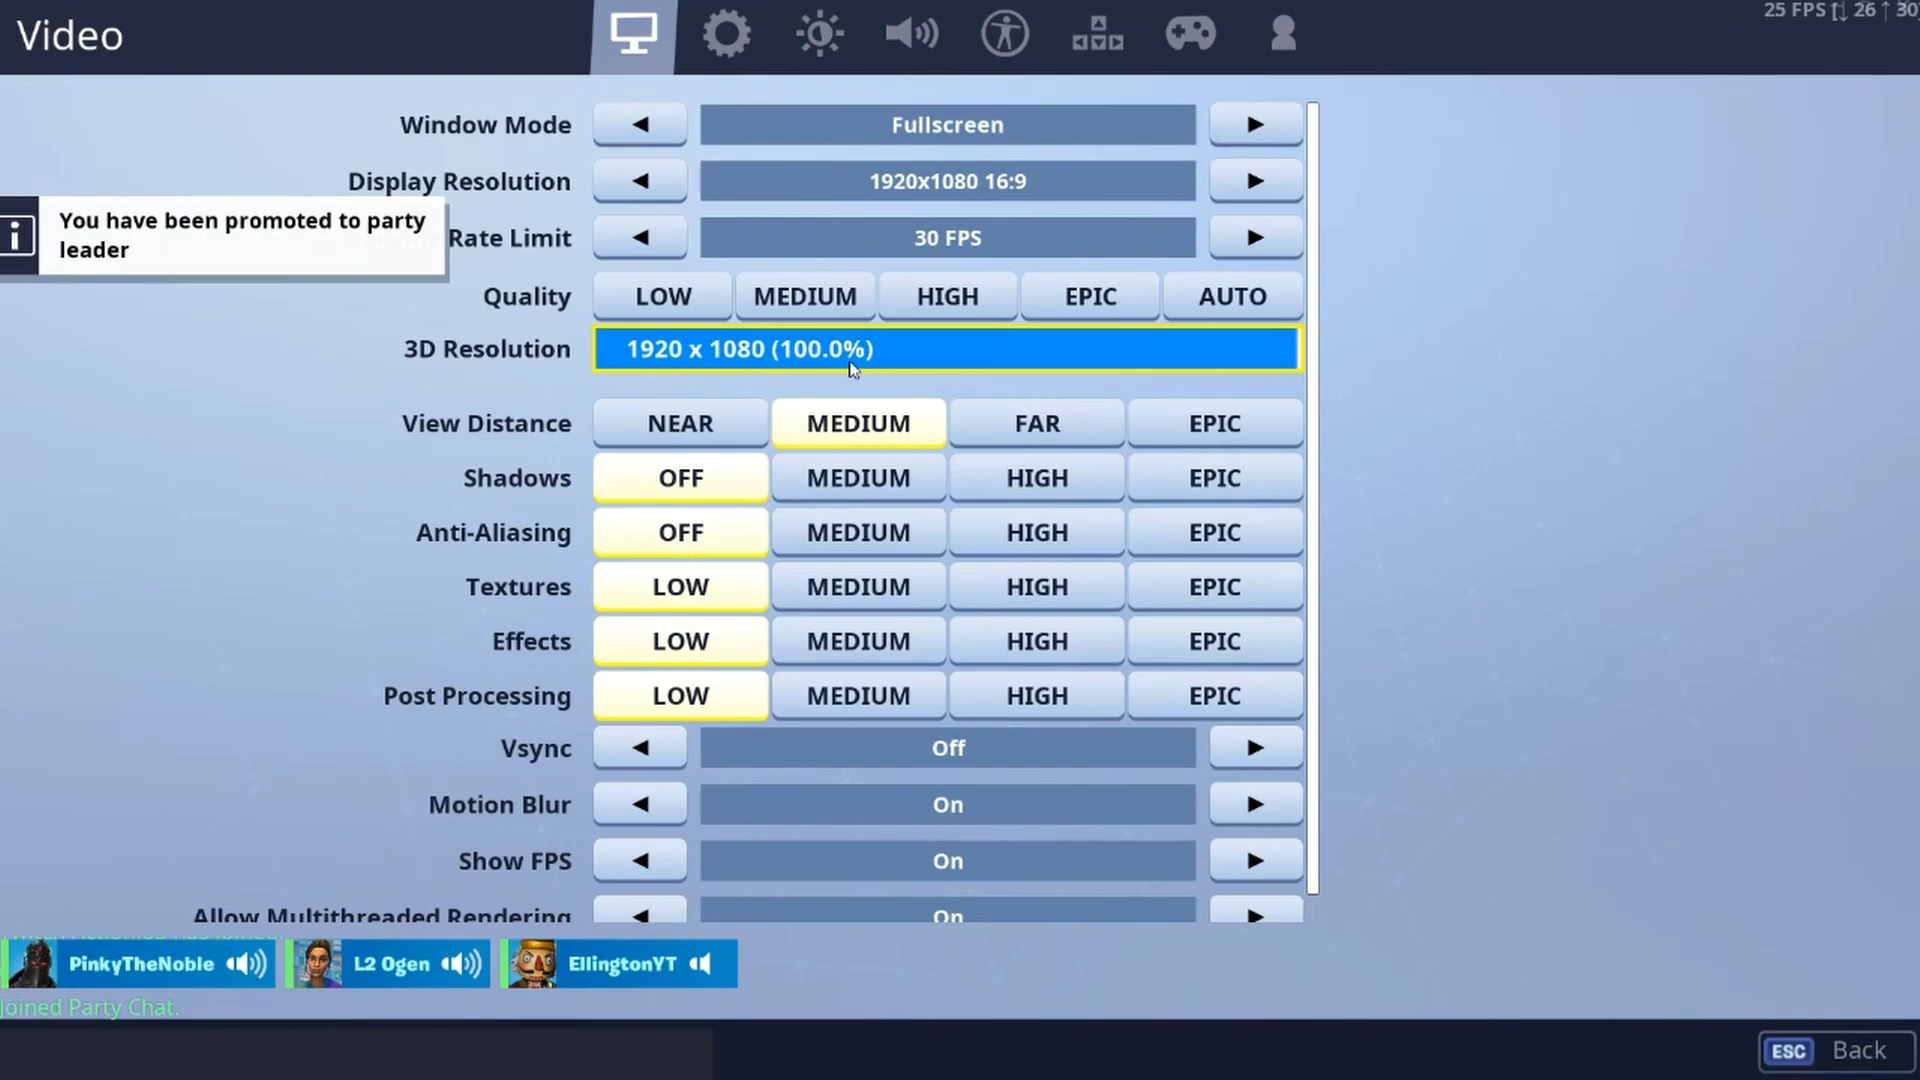 Video
25 FPS [↓ 26 ↑ 30
Window Mode
Fullscreen
Display Resolution
1920x1080 16:9
You have been promoted to party
leader
Rate Limit
30 FPS
Quality
LOW
MEDIUM
HIGH
EPIC
AUTO
3D Resolution
1920 x 1080 (100.0%)
View Distance
NEAR
MEDIUM
FAR
EPIC
Shadows
OFF
MEDIUM
HIGH
EPIC
Anti-Aliasing
OFF
MEDIUM
HIGH
EPIC
Textures
LOW
MEDIUM
HIGH
EPIC
Effects
LOW
MEDIUM
HIGH
EPIC
Post Processing
LOW
MEDIUM
HIGH
EPIC
Vsync
Off
Motion Blur
On
Show FPS
On
Allow Multithreaded Rendering
On
PinkyTheNoble
L2 Ogen
EllingtonYT
Joined Party Chat.
ESC Back